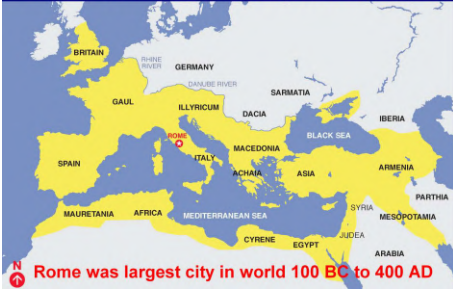 BRITAIN
RHINE
RIVER
GERMANY
DANUBE RIVER
SARMATIA
GAUL
ILLYRICUM
DACIA
IBERIA
ROME
BLACK SEA
ITALY
MACEDONIA
SPAIN
ACHAIA
ASIA
ARMENIA
PARTHIA
MAURETANIA
AFRICA
MEDITERRANEAN SEA
SYRIA
MESOPOTAMIA
CYRENE
EGYPT
JUDEA
ARABIA
N
Rome was largest city in world 100 BC to 400 AD